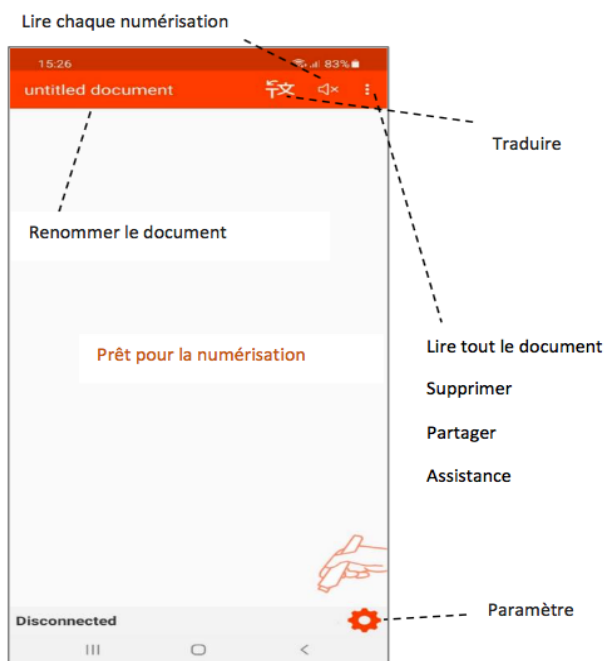 Lire chaque numérisation
15:26
83%
untitled document
Traduire
Renommer le document
Prêt pour la numérisation
Lire tout le document
Supprimer
Partager
Assistance
Paramètre
Disconnected